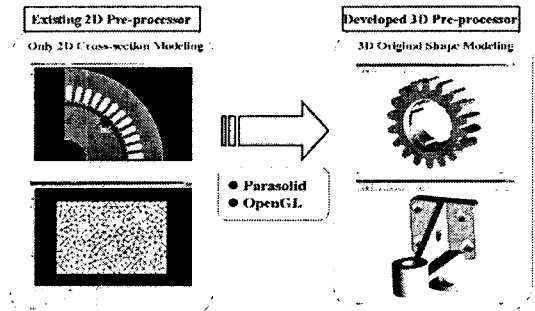 Existing 2D Pre-processor
Only 2D Cross-section Modeling
Parasolid
OpenGL
Developed 3D Pre-processor
3D Original Shape Modeling